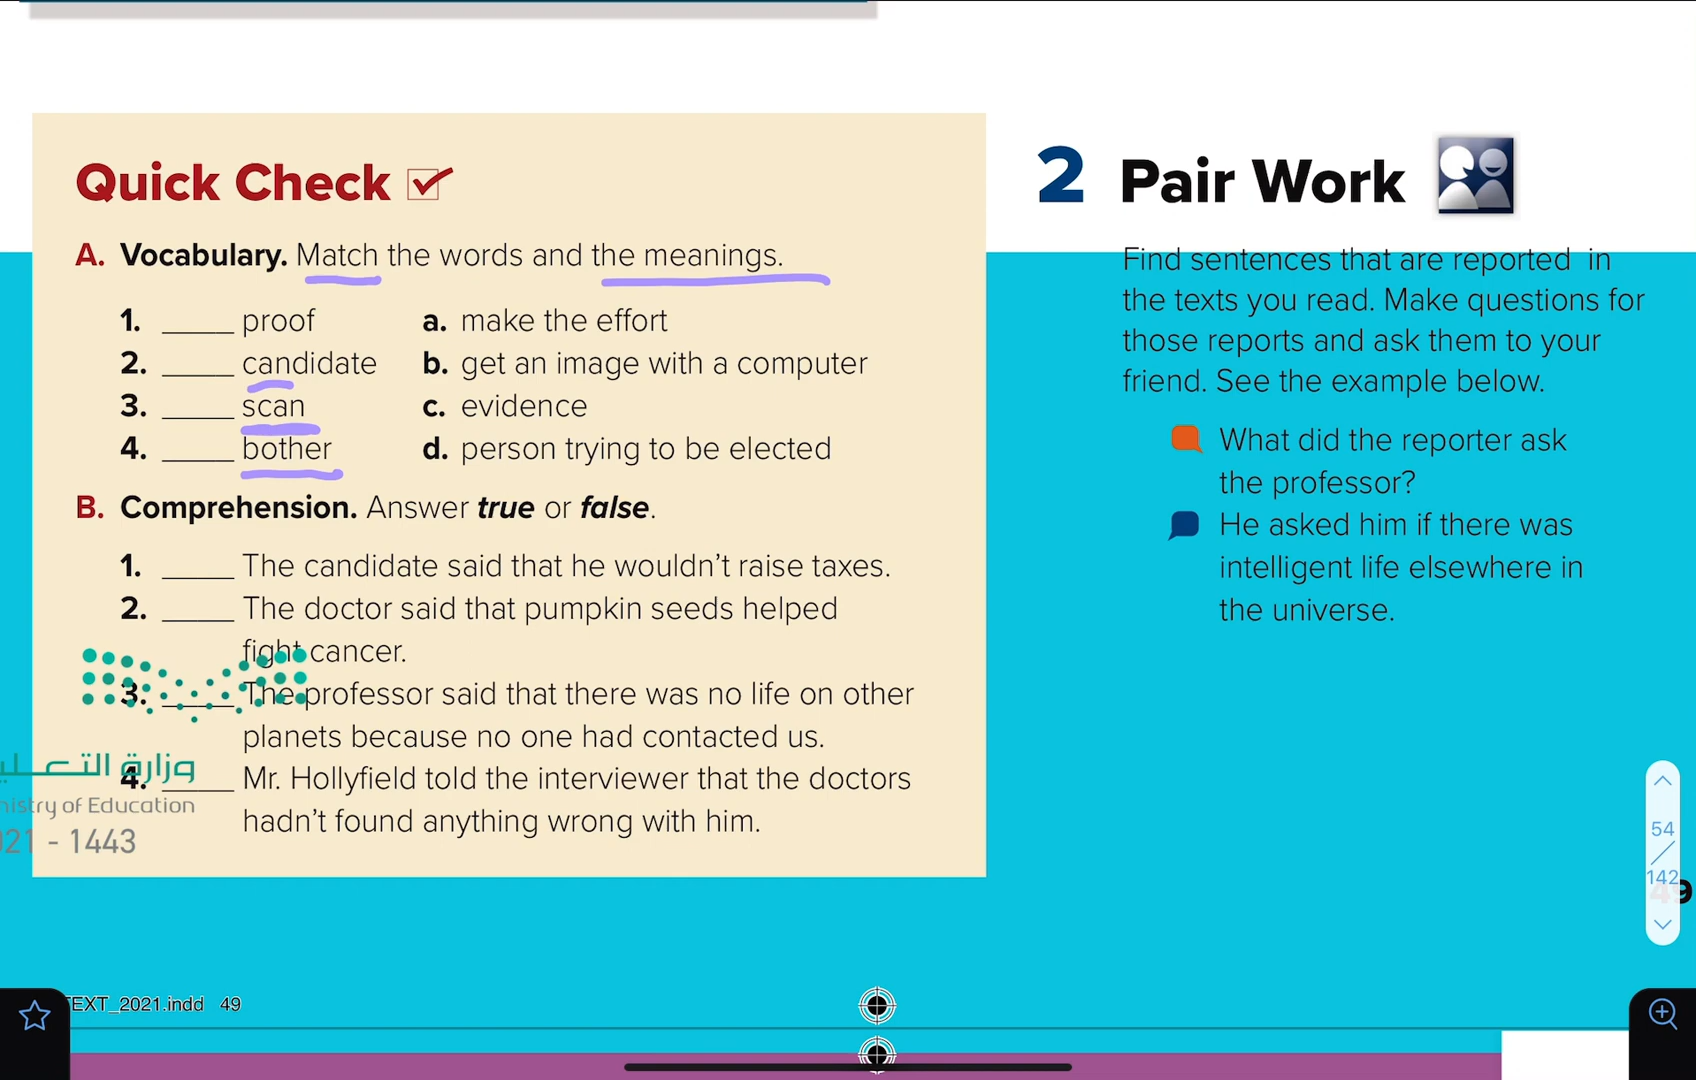 Quick Check
A. Vocabulary. Match the words and the meanings.
1. _____ proof a. make the effort
2. _____ candidate b. get an image with a computer
3. _____ scan c. evidence
4. _____ bother d. person trying to be elected
B. Comprehension. Answer true or false.
1. _____ The candidate said that he wouldn't raise taxes.
2. _____ The doctor said that pumpkin seeds helped
fight cancer.
3. _____ The professor said that there was no life on other
planets because no one had contacted us.
4. _____ Mr. Hollyfield told the interviewer that the doctors
hadn't found anything wrong with him.
وزارة التـعـليـ
nistry of Education
021 - 1443
2 Pair Work
Find sentences that are reported in
the texts you read. Make questions for
those reports and ask them to your
friend. See the example below.
What did the reporter ask
the professor?
He asked him if there was
intelligent life elsewhere in
the universe.
54
142
49
EXT_2021.indd 49